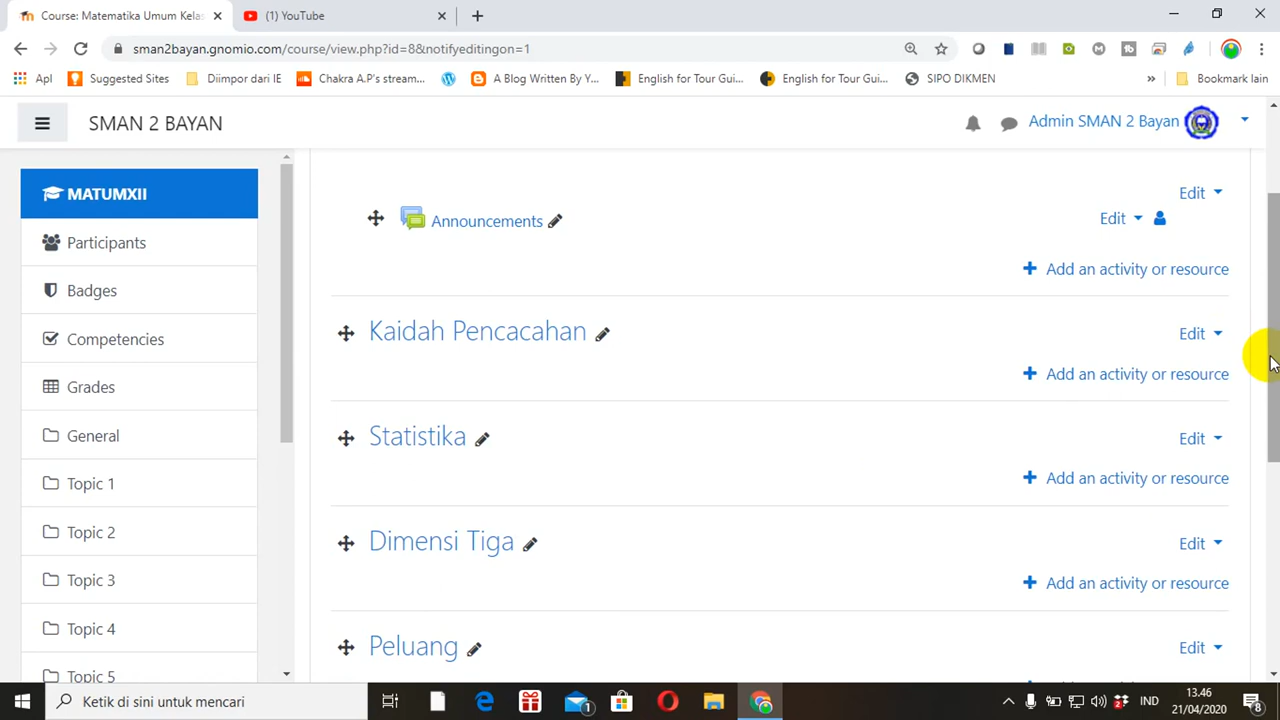 Course: Matematika Umum Kelas
(1) YouTube
sman2bayan.gnomio.com/course/view.php?id=8&notifyeditingon=1
Apl
Suggested Sites
Diimpor dari IE
Chakra A.P's stream...
A Blog Written By Y...
English for Tour Gui...
English for Tour Gui...
SIPO DIKMEN
»
Bookmark lain
SMAN 2 BAYAN
Admin SMAN 2 Bayan
MATUMXII
Participants
Badges
Competencies
Grades
General
Topic 1
Topic 2
Topic 3
Topic 4
Topic 5
Edit
Announcements
Edit
Add an activity or resource
Kaidah Pencacahan
Edit
Add an activity or resource
Statistika
Edit
Add an activity or resource
Dimensi Tiga
Edit
Add an activity or resource
Peluang
Edit
Ketik di sini untuk mencari
1
IND
13.46
21/04/2020
8